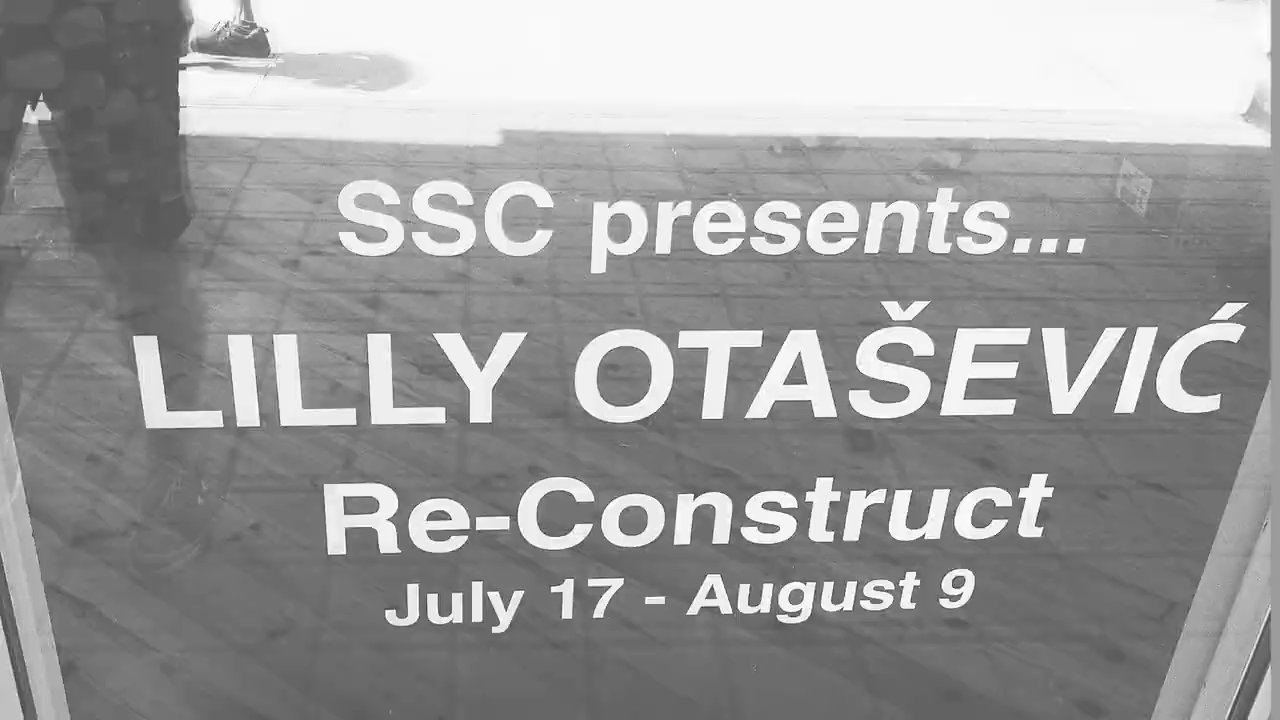 SSC presents...
LILLY OTAŠEVIĆ
Re-Construct
July 17 - August 9